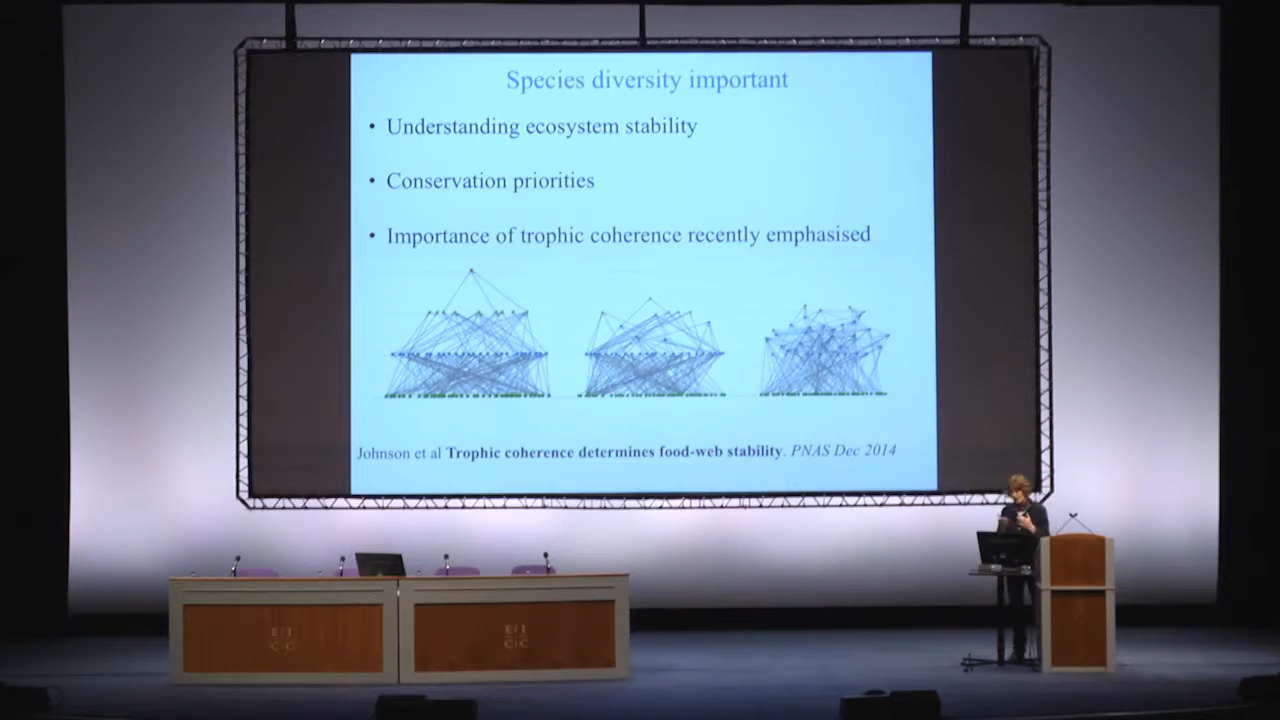 Species diversity important
• Understanding ecosystem stability
• Conservation priorities
• Importance of trophic coherence recently emphasised
Johnson et al Trophic coherence determines food-web stability. PNAS Dec 2014
E I
C C
E I
C C